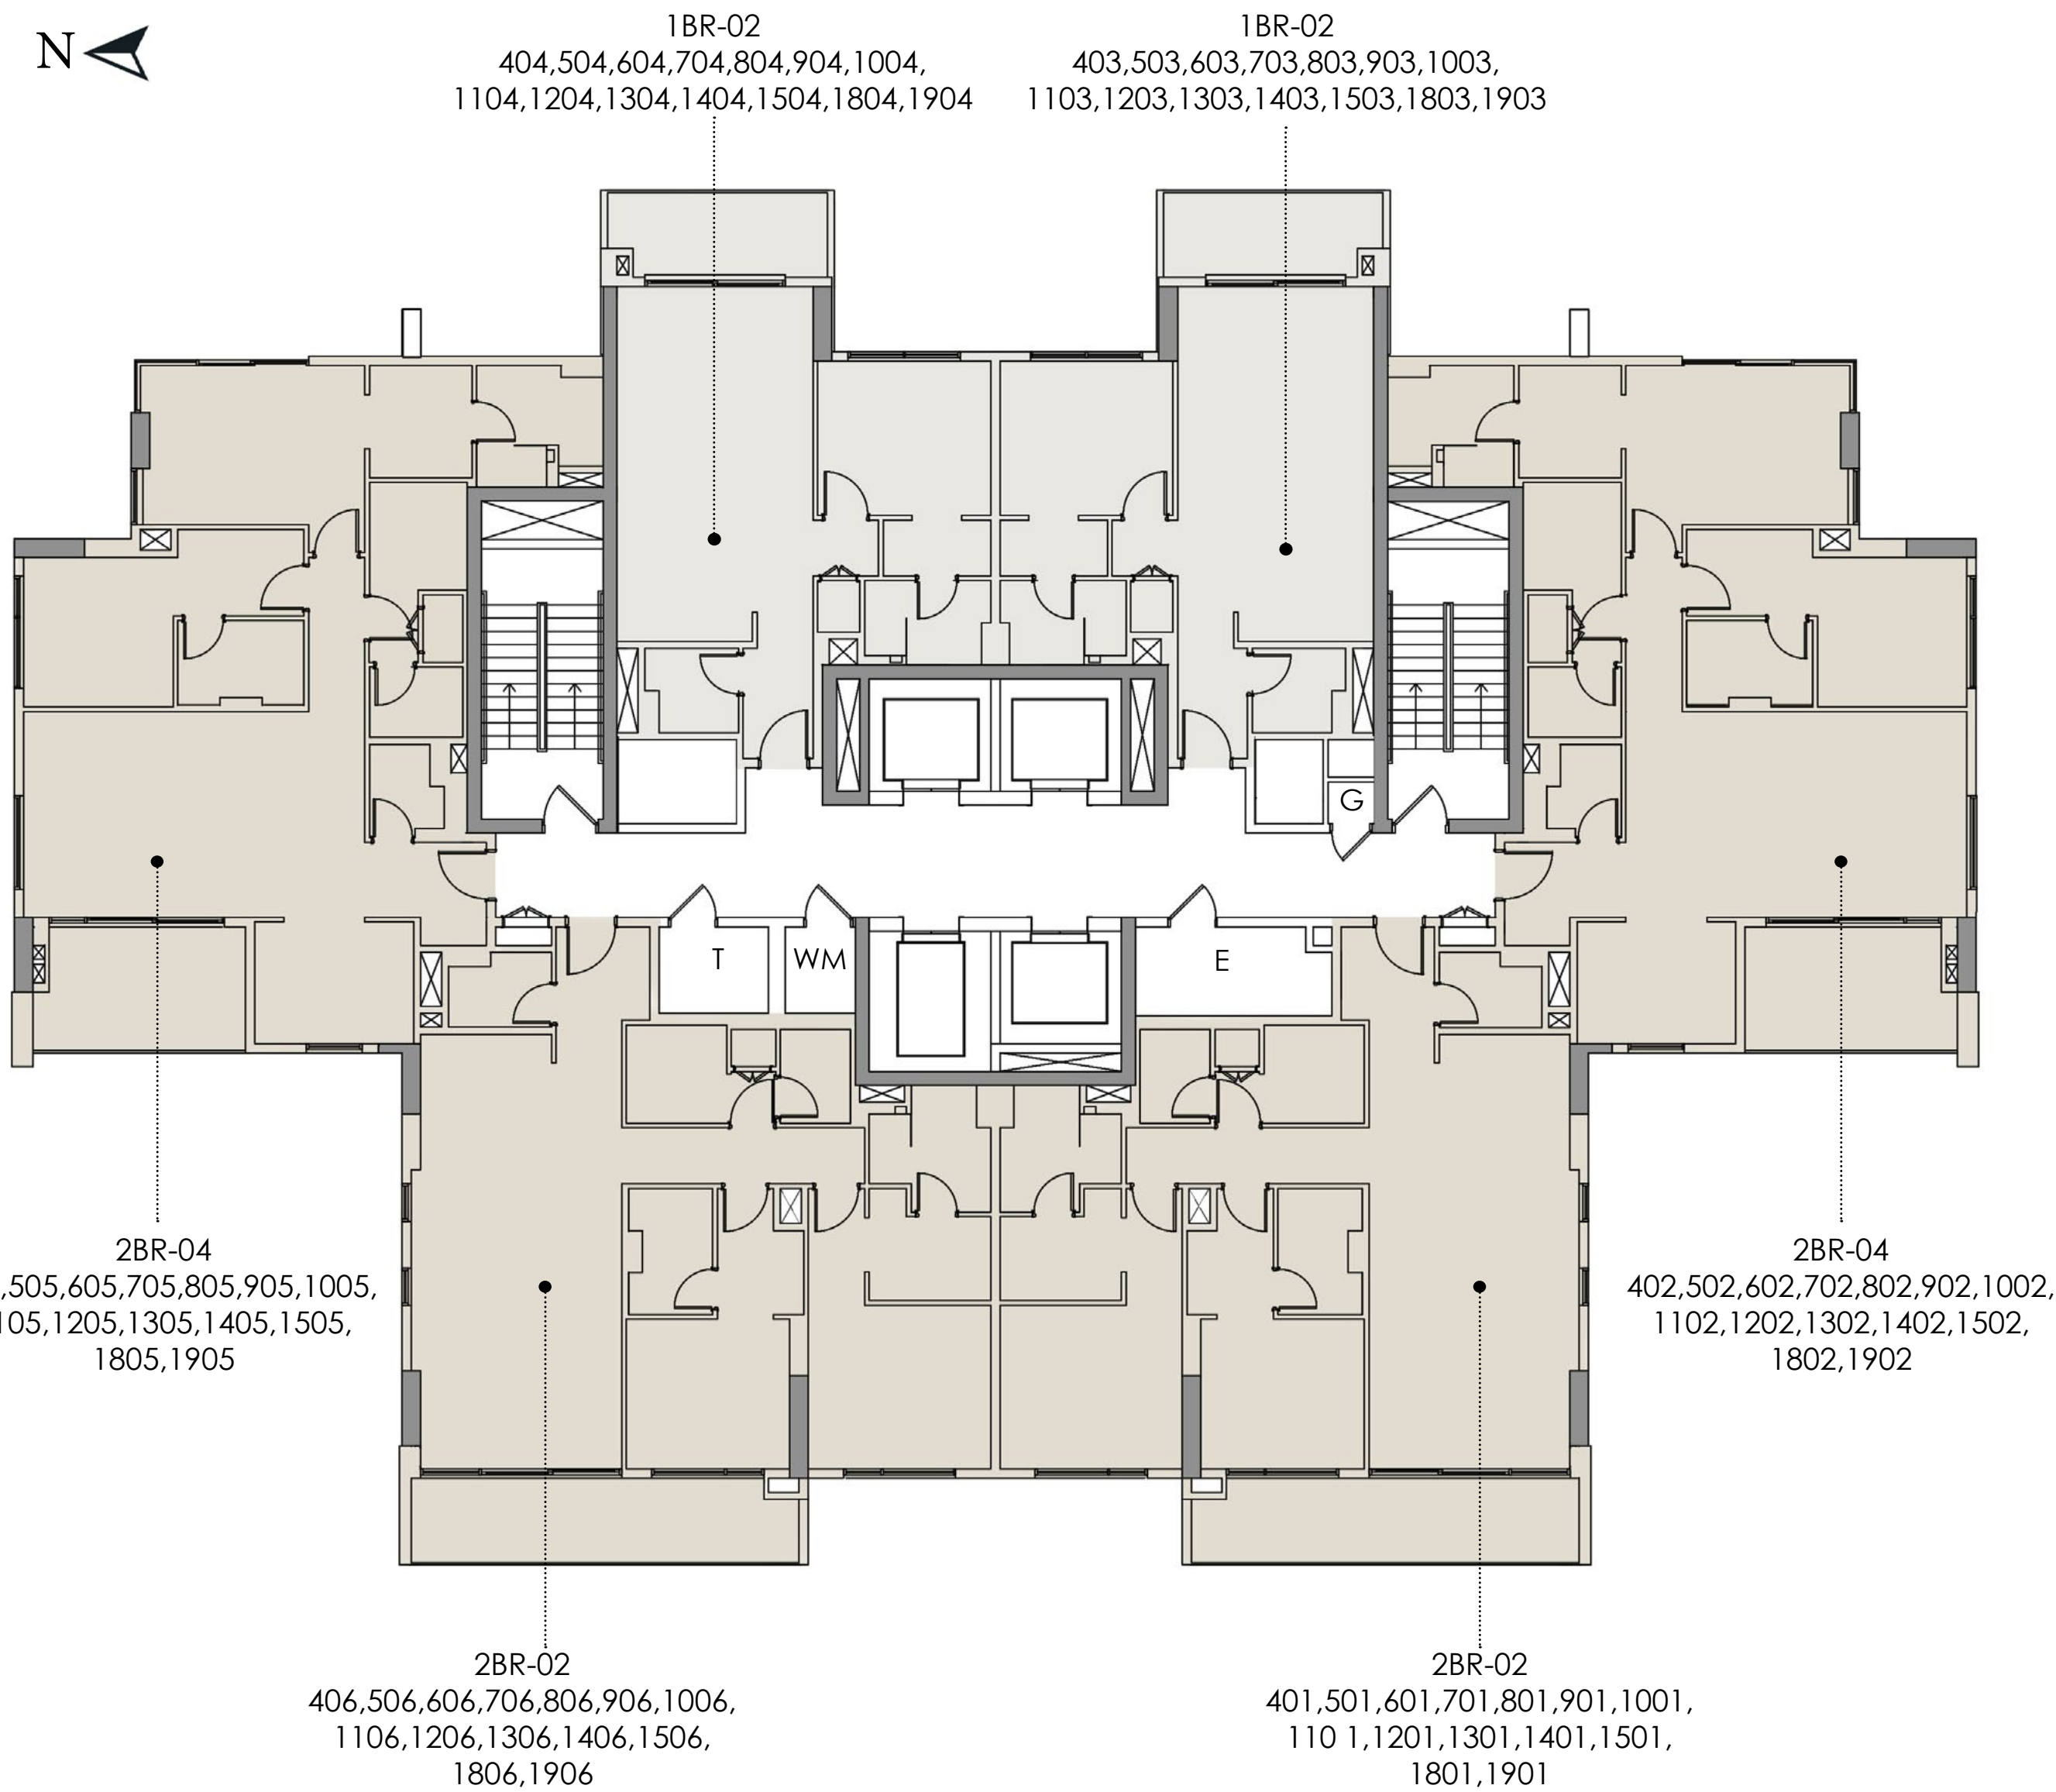 N
1BR-02
404,504,604,704,804,904,1004,
1104,1204,1304,1404,1504,1804,1904
1BR-02
403,503,603,703,803,903,1003,
1103,1203,1303,1403,1503,1803,1903
G
T
WM
E
2BR-04
,505,605,705,805,905,1005,
105,1205,1305,1405,1505,
1805,1905
2BR-04
402,502,602,702,802,902,1002,
1102,1202,1302,1402,1502,
1802,1902
2BR-02
406,506,606,706,806,906,1006,
1106,1206,1306,1406,1506,
1806,1906
2BR-02
401,501,601,701,801,901,1001,
110 1,1201,1301,1401,1501,
1801,1901